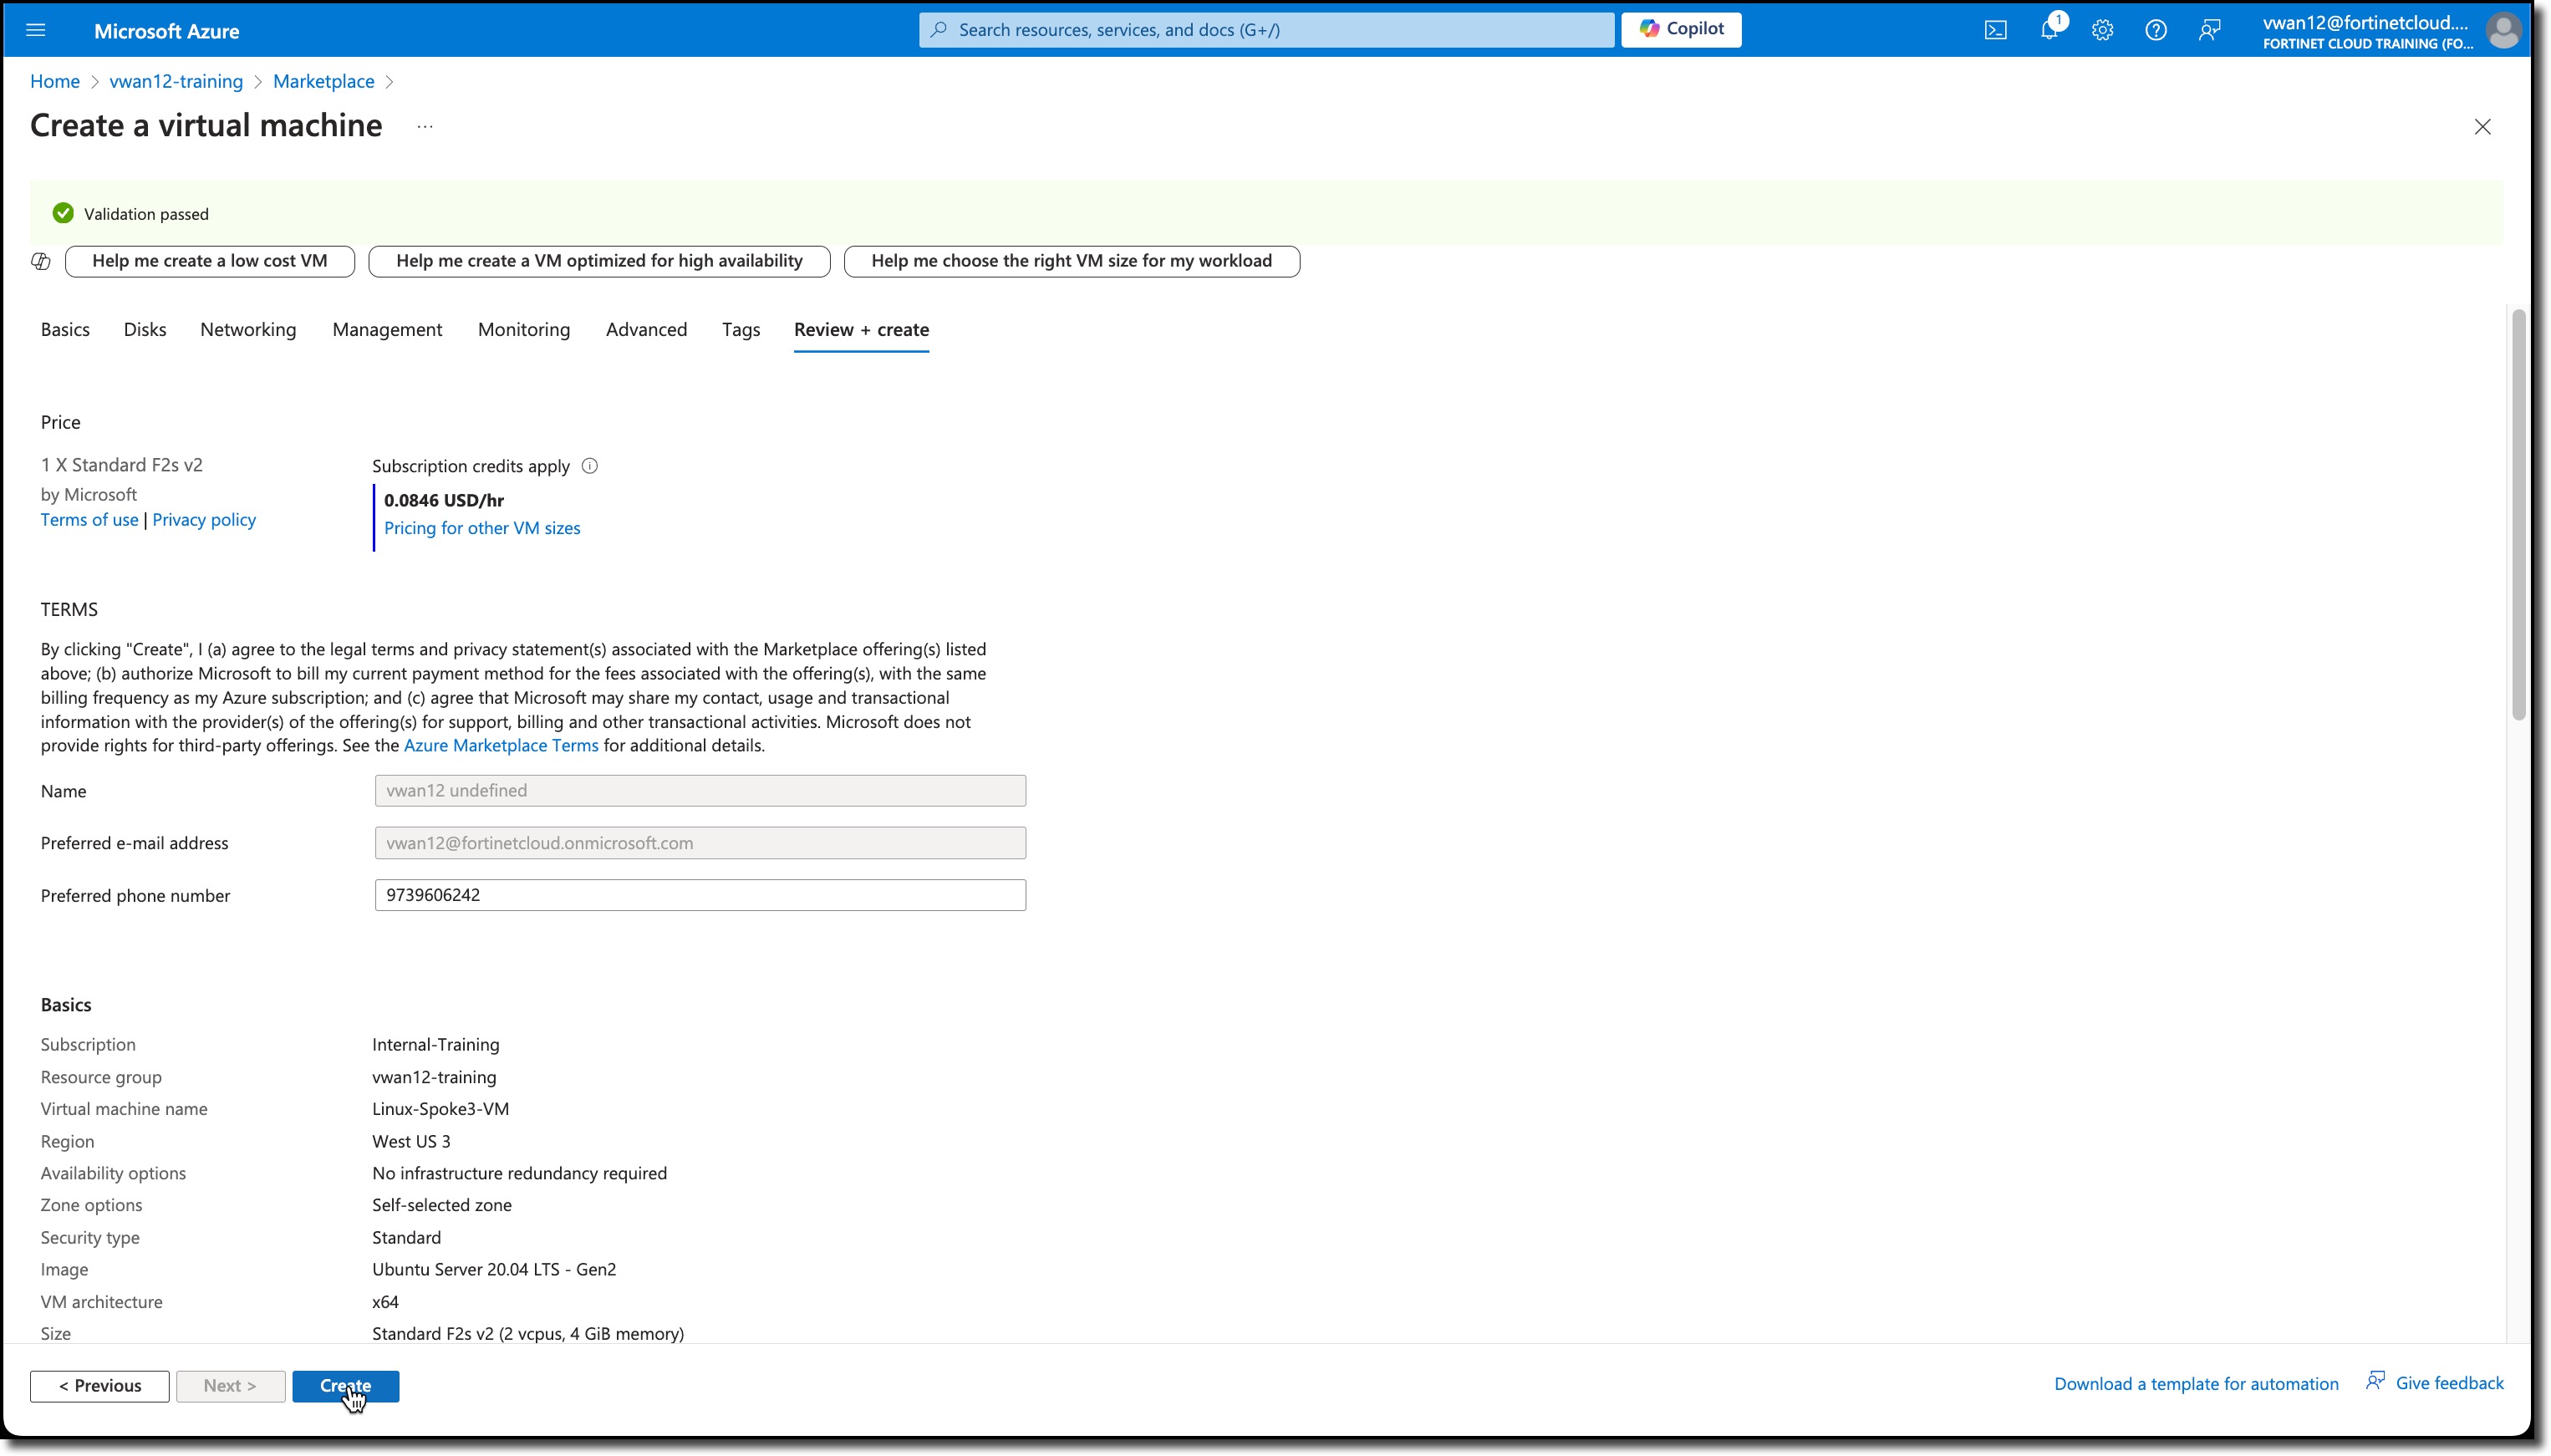 Microsoft Azure
Search resources, services, and docs (G+/)
Copilot
1
vwan12@fortinetcloud....
FORTINET CLOUD TRAINING (FO...
Home > vwan12-training > Marketplace >
Create a virtual machine ...
Validation passed
Help me create a low cost VM
Help me create a VM optimized for high availability
Help me choose the right VM size for my workload
Basics
Disks
Networking
Management
Monitoring
Advanced
Tags
Review + create
Price
1 X Standard F2s v2
by Microsoft
Terms of use | Privacy policy
Subscription credits apply
0.0846 USD/hr
Pricing for other VM sizes
TERMS
By clicking "Create", I (a) agree to the legal terms and privacy statement(s) associated with the Marketplace offering(s) listed
above; (b) authorize Microsoft to bill my current payment method for the fees associated with the offering(s), with the same
billing frequency as my Azure subscription; and (c) agree that Microsoft may share my contact, usage and transactional
information with the provider(s) of the offering(s) for support, billing and other transactional activities. Microsoft does not
provide rights for third-party offerings. See the Azure Marketplace Terms for additional details.
Name
vwan12 undefined
Preferred e-mail address
vwan12@fortinetcloud.onmicrosoft.com
Preferred phone number
9739606242
Basics
Subscription
Internal-Training
Resource group
vwan12-training
Virtual machine name
Linux-Spoke3-VM
Region
West US 3
Availability options
No infrastructure redundancy required
Zone options
Self-selected zone
Security type
Standard
Image
Ubuntu Server 20.04 LTS - Gen2
VM architecture
x64
Size
Standard F2s v2 (2 vcpus, 4 GiB memory)
< Previous
Next >
Create
Download a template for automation
Give feedback